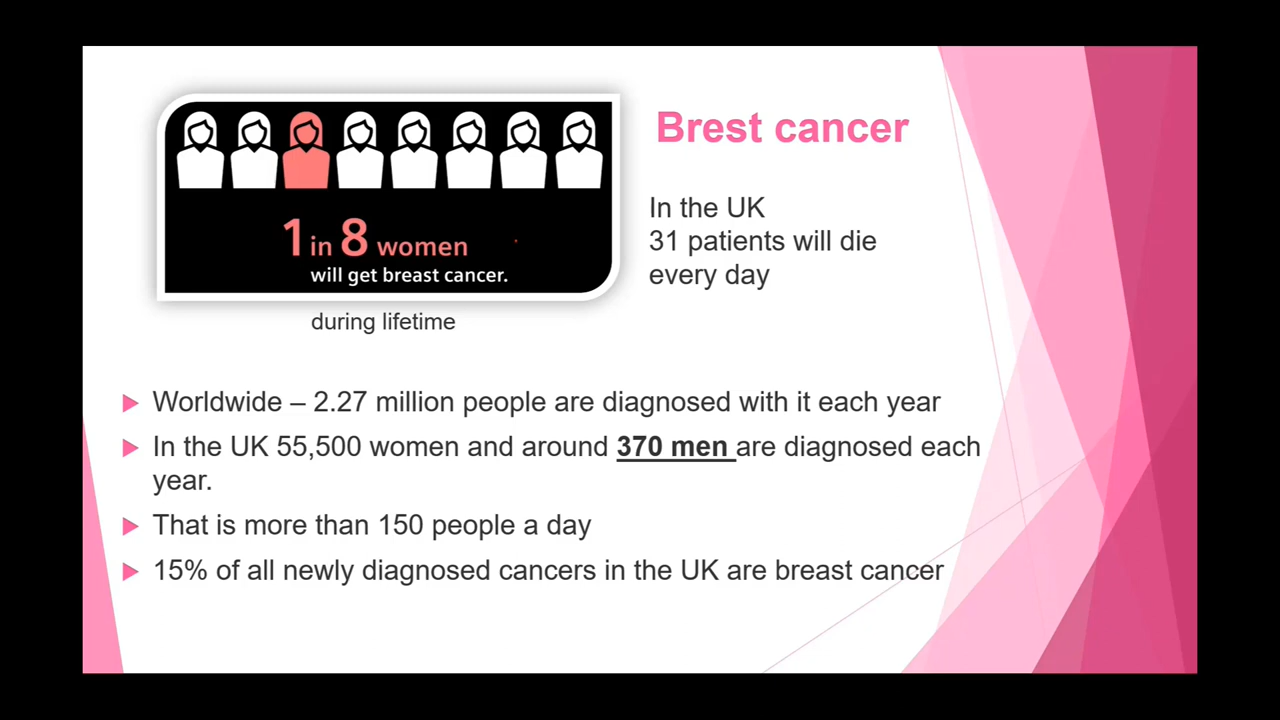 1 in 8 women
will get breast cancer.
during lifetime
Brest cancer
In the UK
31 patients will die
every day
Worldwide – 2.27 million people are diagnosed with it each year
In the UK 55,500 women and around 370 men are diagnosed each
year.
That is more than 150 people a day
15% of all newly diagnosed cancers in the UK are breast cancer